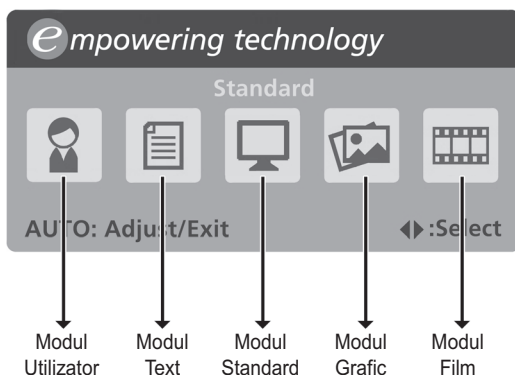 empowering technology
Standard
AUTO: Adjust/Exit
:Select
Modul Utilizator
Modul Text
Modul Standard
Modul Grafic
Modul Film